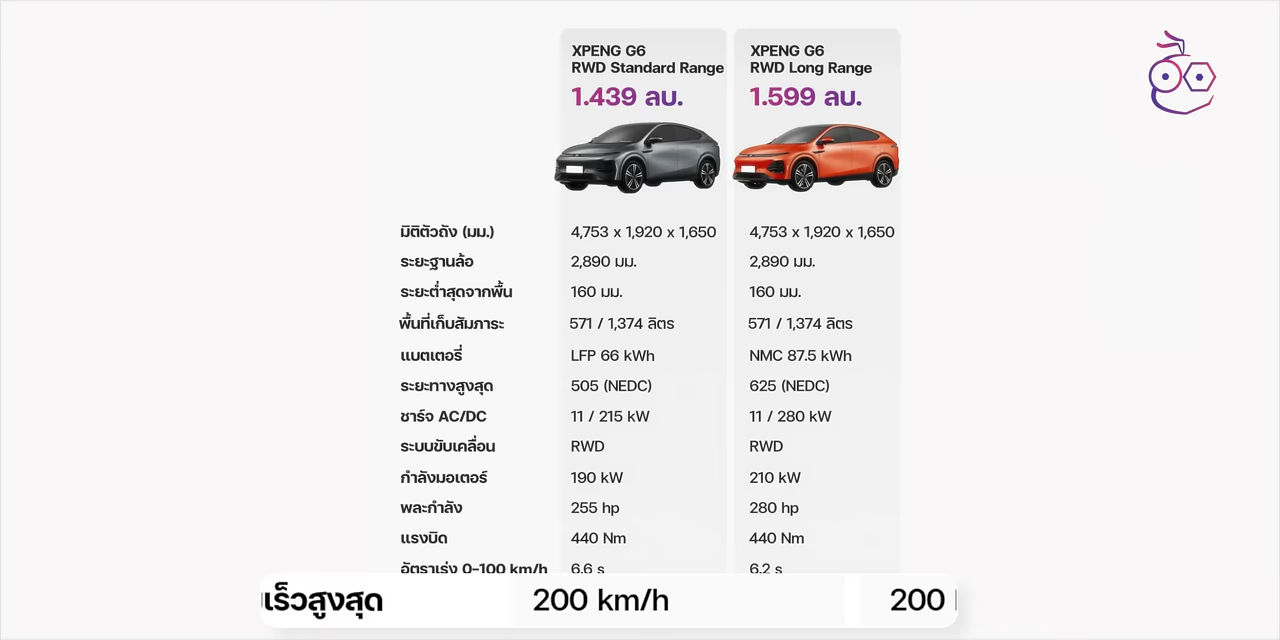 XPENG G6
RWD Standard Range
1.439 ลบ.
XPENG G6
RWD Long Range
1.599 ลบ.
มิติตัวถัง (มม.) 4,753 x 1,920 x 1,650 4,753 x 1,920 x 1,650
ระยะฐานล้อ 2,890 มม. 2,890 มม.
ระยะต่ำสุดจากพื้น 160 มม. 160 มม.
พื้นที่เก็บสัมภาระ 571 / 1,374 ลิตร 571 / 1,374 ลิตร
แบตเตอรี่ LFP 66 kWh NMC 87.5 kWh
ระยะทางสูงสุด 505 (NEDC) 625 (NEDC)
ชาร์จ AC/DC 11 / 215 kW 11 / 280 kW
ระบบขับเคลื่อน RWD RWD
กำลังมอเตอร์ 190 kW 210 kW
พละกำลัง 255 hp 280 hp
แรงบิด 440 Nm 440 Nm
อัตราเร่ง 0-100 km/h 6.6 s 6.2 s
เร็วสูงสุด 200 km/h 200